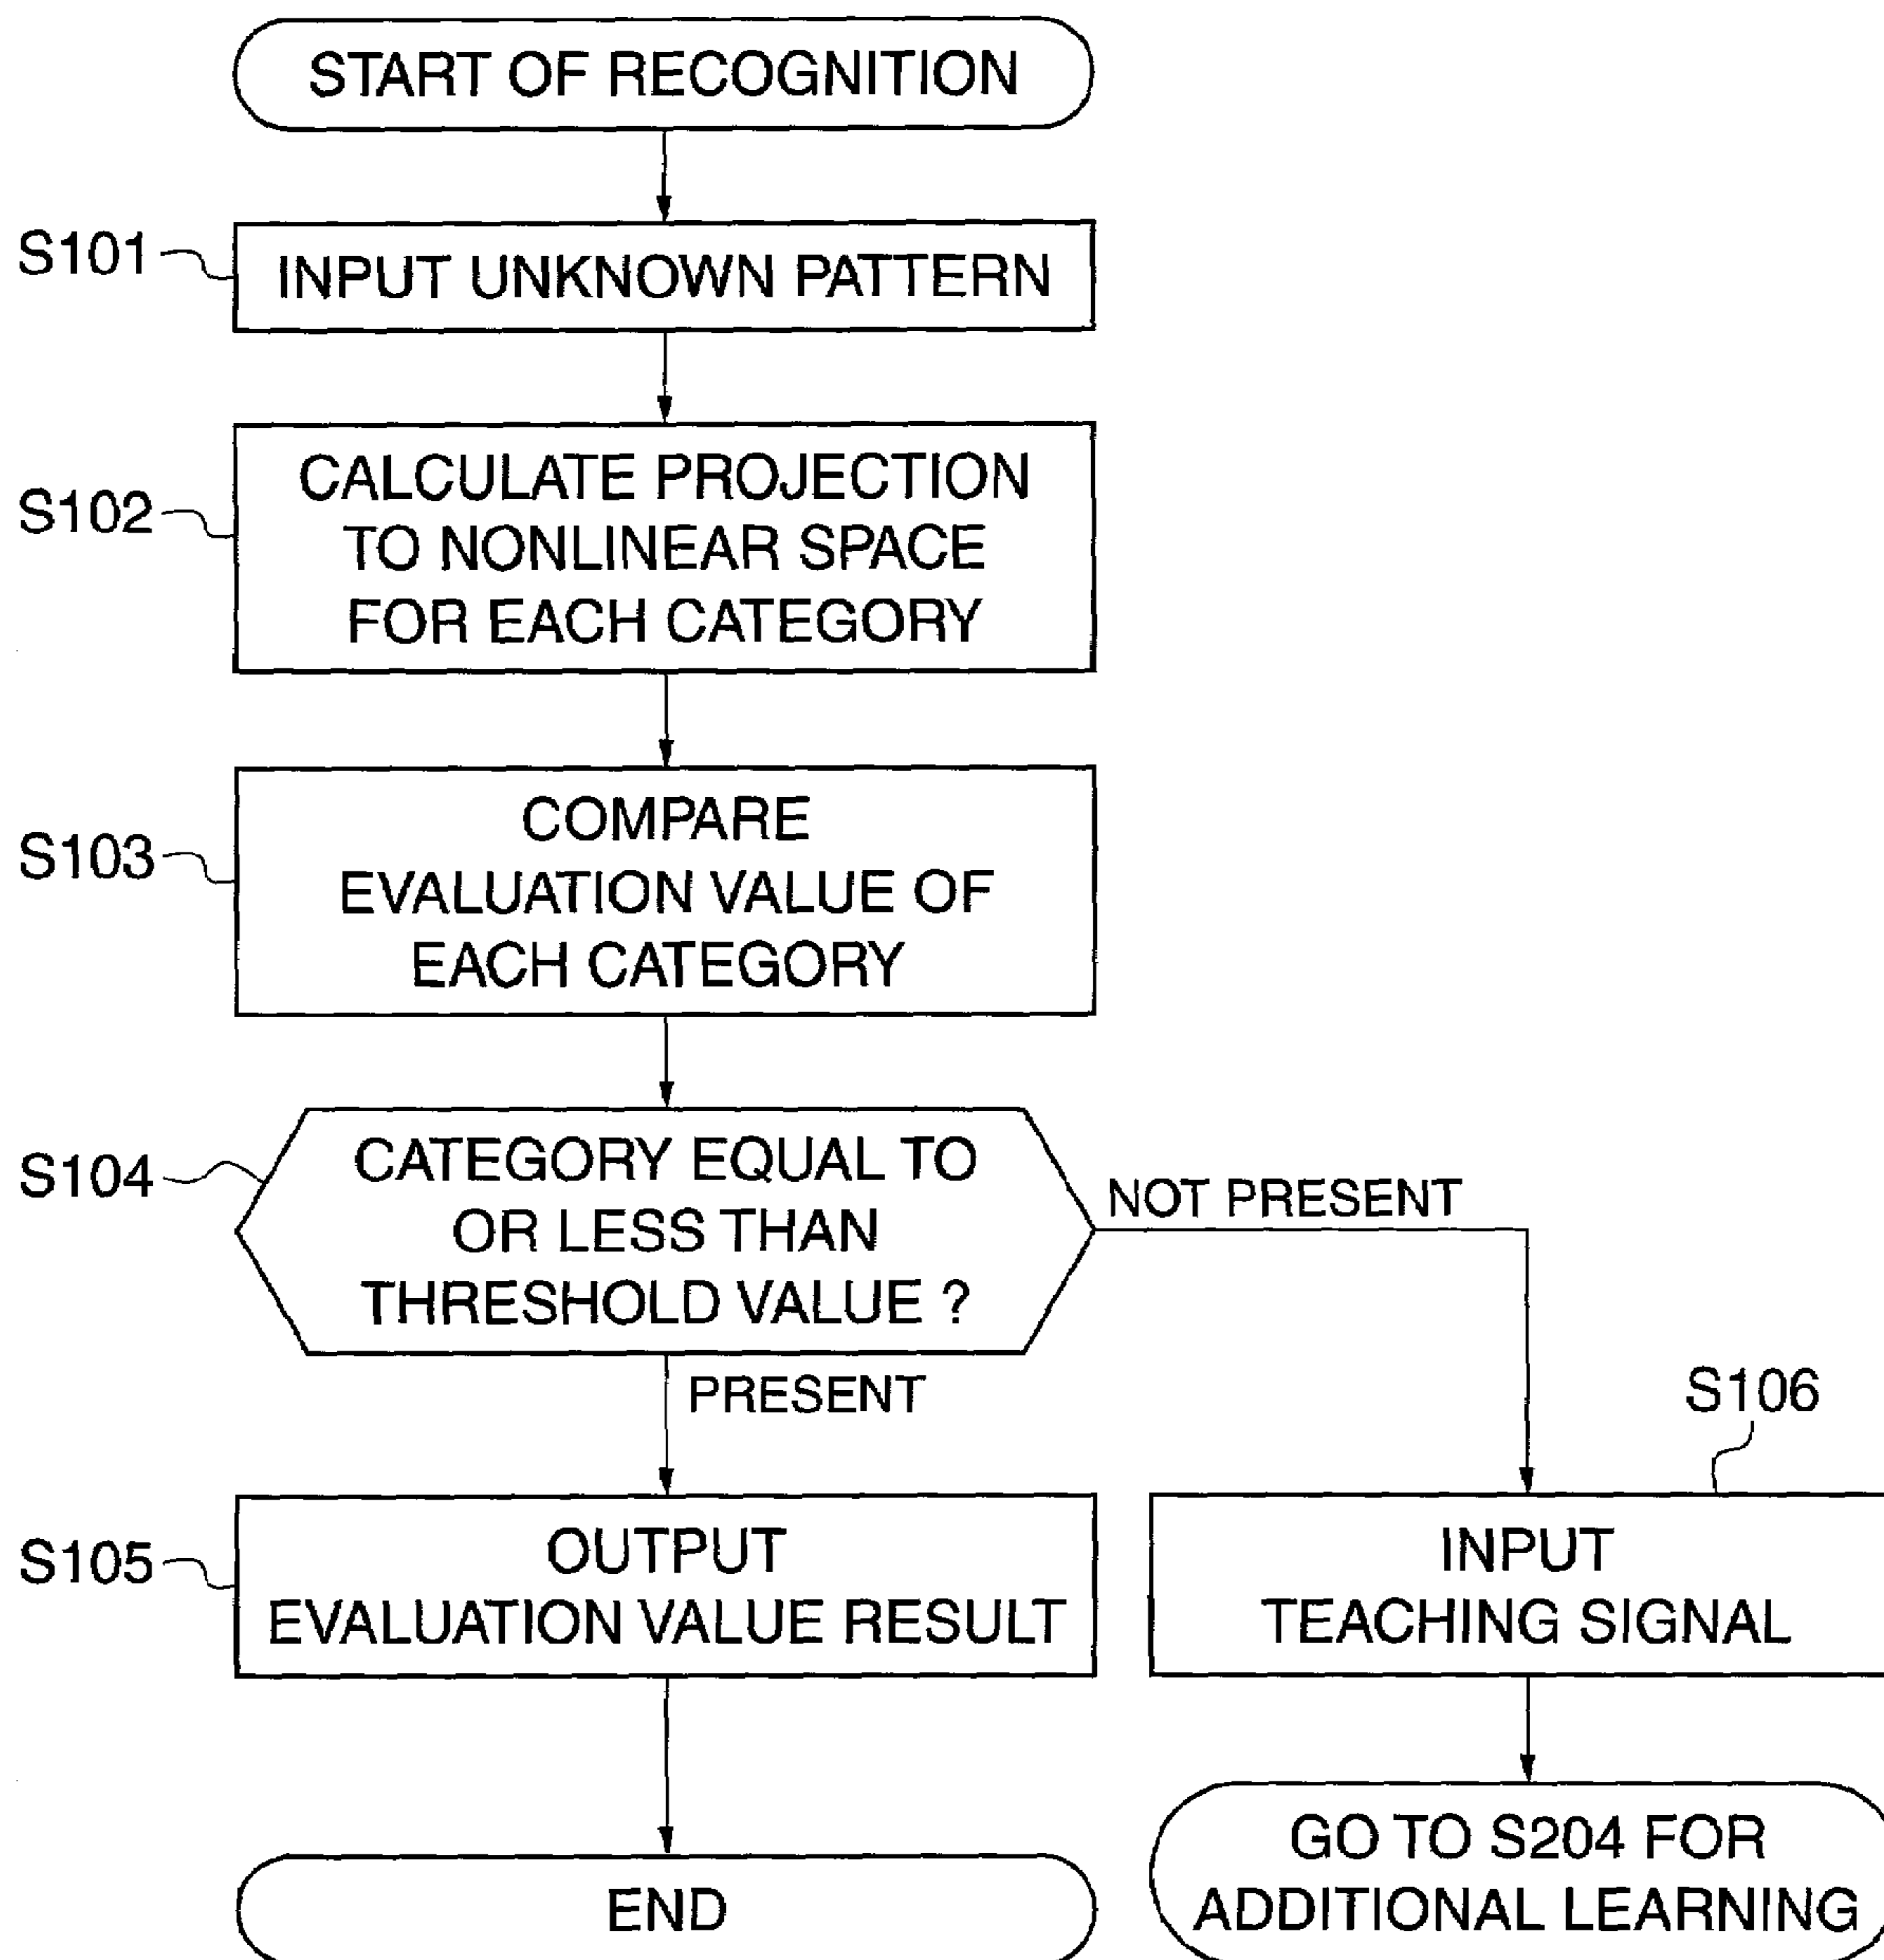 START OF RECOGNITION
S101
INPUT UNKNOWN PATTERN
S102
CALCULATE PROJECTION
TO NONLINEAR SPACE
FOR EACH CATEGORY
S103
COMPARE
EVALUATION VALUE OF
EACH CATEGORY
S104
CATEGORY EQUAL TO
OR LESS THAN
THRESHOLD VALUE ?
NOT PRESENT
PRESENT
S105
OUTPUT
EVALUATION VALUE RESULT
S106
INPUT
TEACHING SIGNAL
END
GO TO S204 FOR
ADDITIONAL LEARNING